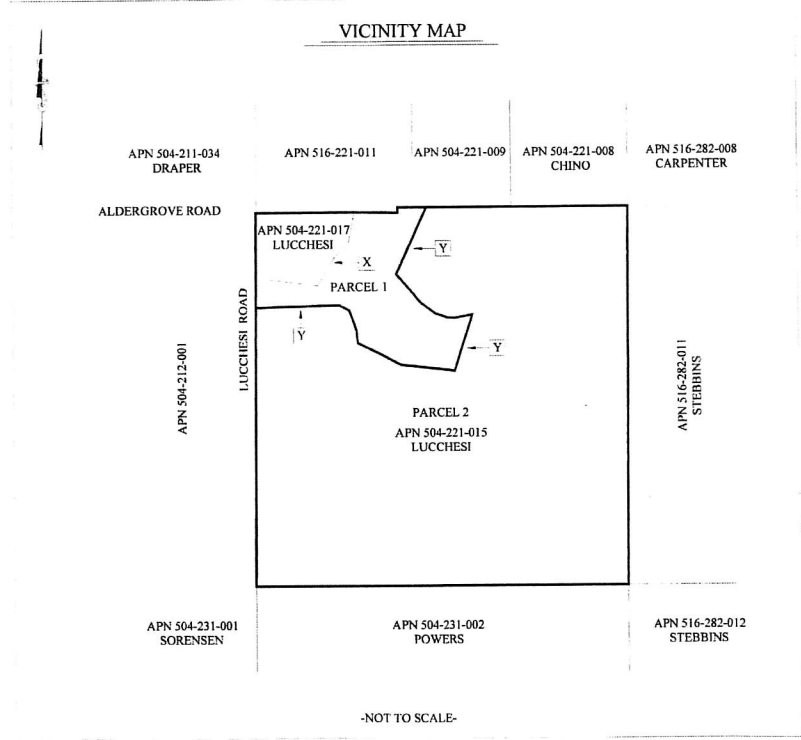 VICINITY MAP
APN 504-211-034
DRAPER
APN 516-221-011
APN 504-221-009
APN 504-221-008
CHINO
APN 516-282-008
CARPENTER
ALDERGROVE ROAD
APN 504-221-017
LUCCHESI
Y
X
PARCEL 1
LUCCHESI ROAD
Y
Y
APN 504-212-001
APN 516-282-011
STEBBINS
PARCEL 2
APN 504-221-015
LUCCHESI
APN 504-231-001
SORENSEN
APN 504-231-002
POWERS
APN 516-282-012
STEBBINS
-NOT TO SCALE-